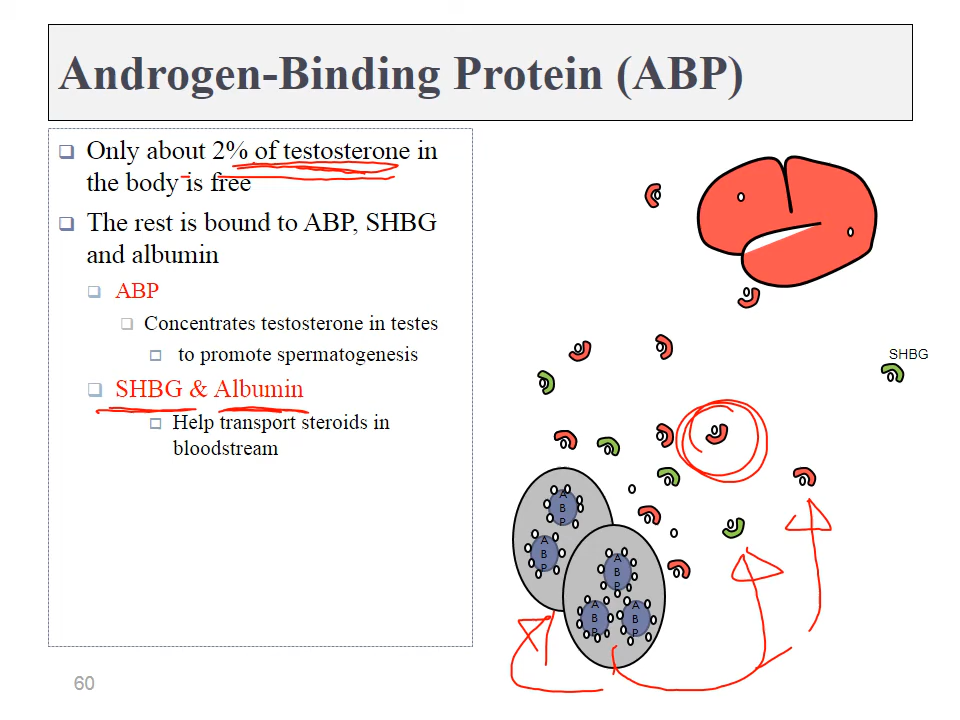 Androgen-Binding Protein (ABP)
Only about 2% of testosterone in
the body is free
The rest is bound to ABP, SHBG
and albumin
ABP
Concentrates testosterone in testes
to promote spermatogenesis
SHBG & Albumin
Help transport steroids in
bloodstream
SHBG
A
B
P
A
B
P
A
B
P
A
B
P
A
B
P
60